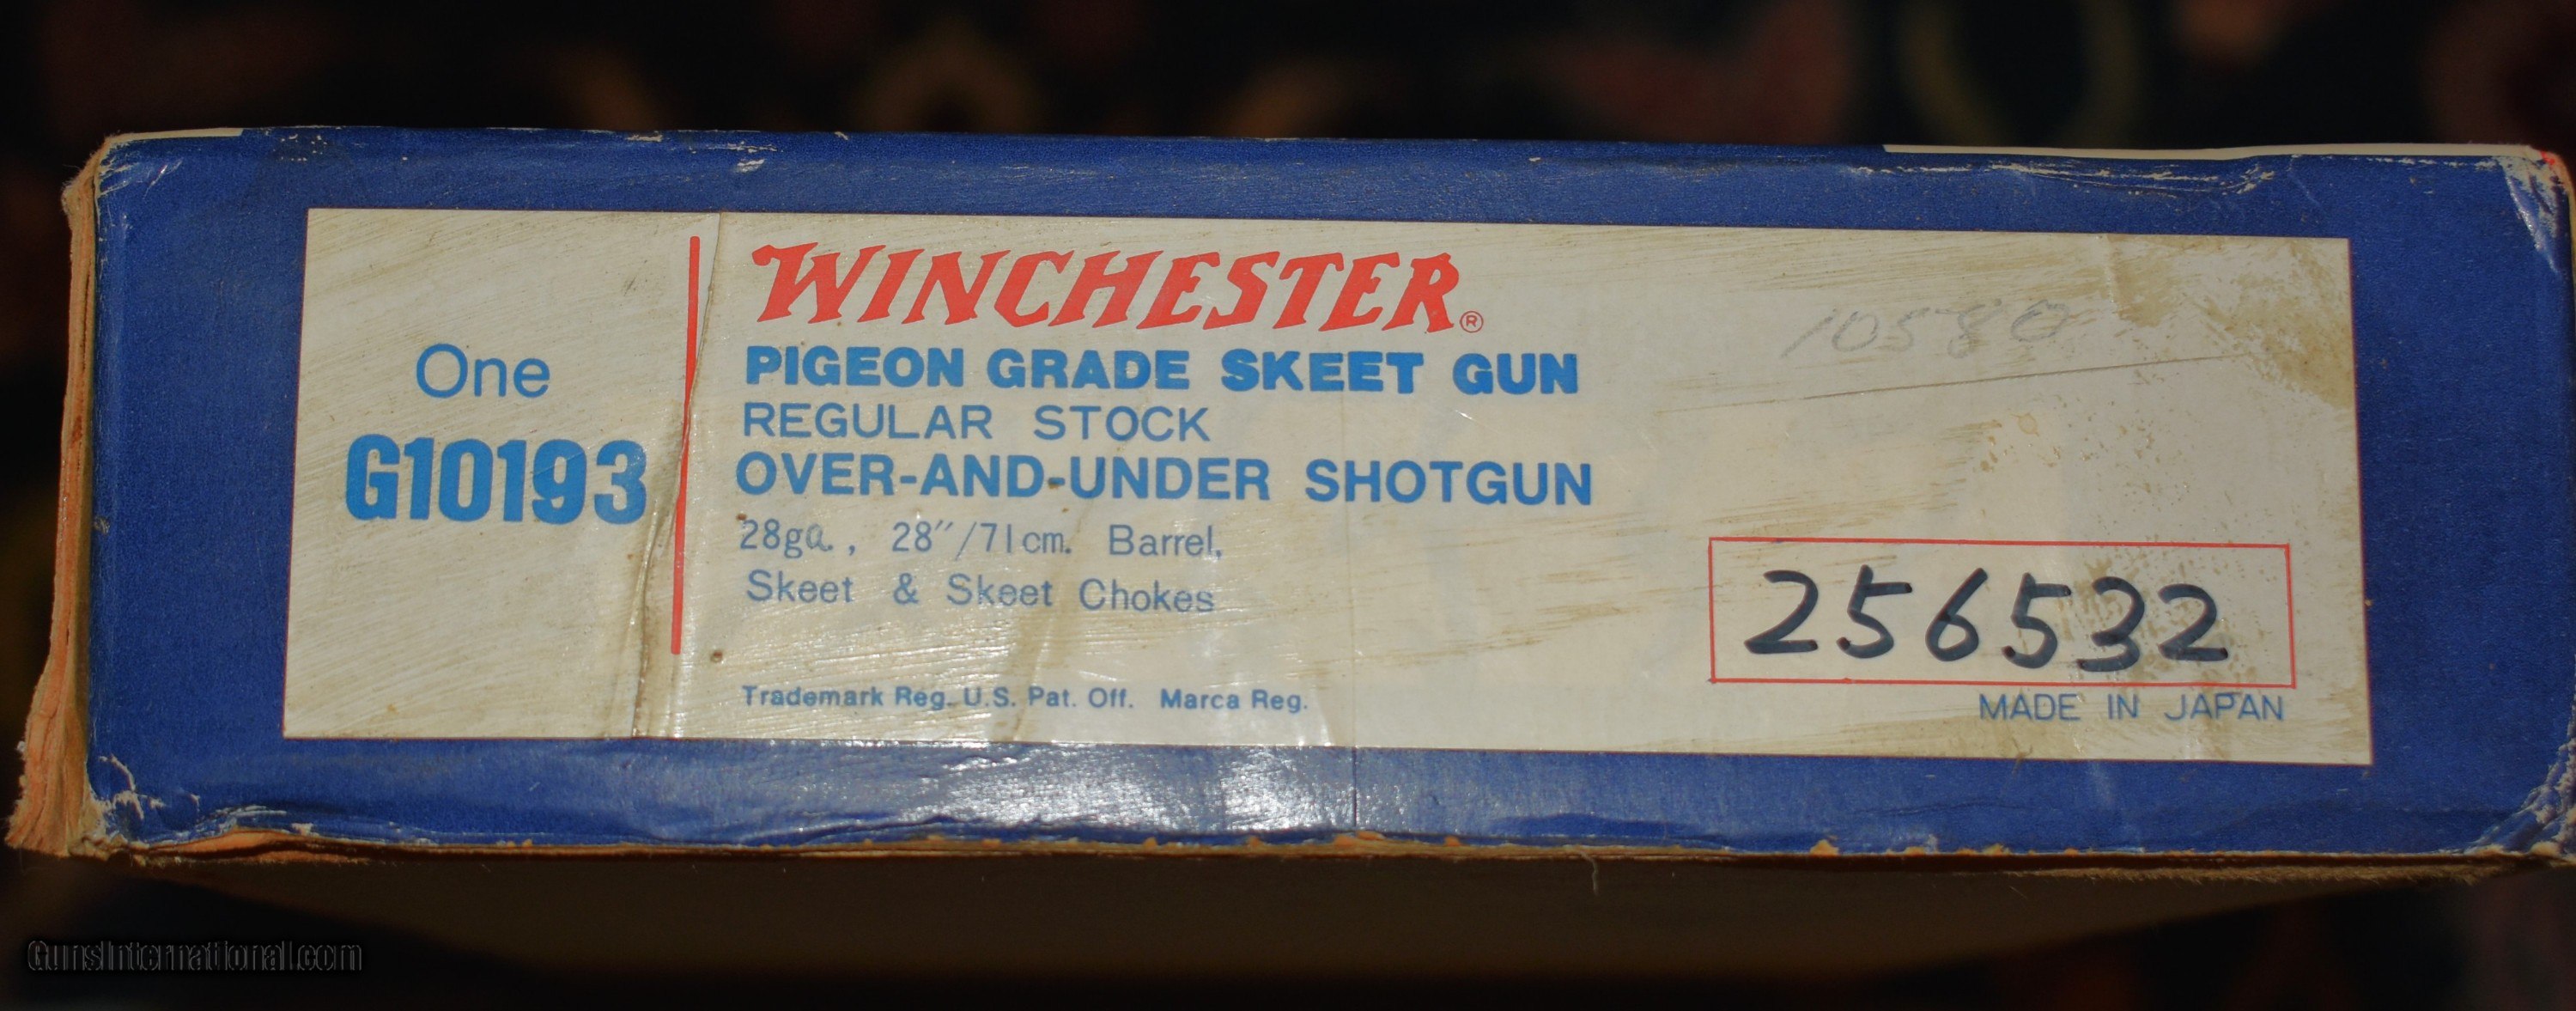 One
G10193
WINCHESTER®
PIGEON GRADE SKEET GUN
REGULAR STOCK
OVER-AND-UNDER SHOTGUN
28ga., 28"/71cm. Barrel,
Skeet & Skeet Chokes
Trademark Reg. U.S. Pat. Off. Marca Reg.
10580
256532
MADE IN JAPAN
GunsInternational.com